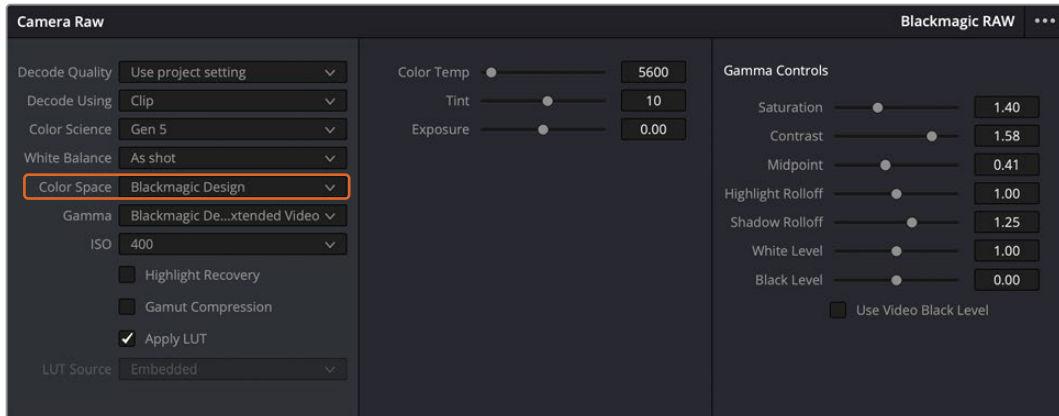 Camera Raw
Blackmagic RAW
Decode Quality Use project setting
Decode Using Clip
Color Science Gen 5
White Balance As shot
Color Space Blackmagic Design
Gamma Blackmagic De...xtended Video
ISO 400
Highlight Recovery
Gamut Compression
Apply LUT
LUT Source Embedded
Color Temp 5600
Tint 10
Exposure 0.00
Gamma Controls
Saturation 1.40
Contrast 1.58
Midpoint 0.41
Highlight Rolloff 1.00
Shadow Rolloff 1.25
White Level 1.00
Black Level 0.00
Use Video Black Level